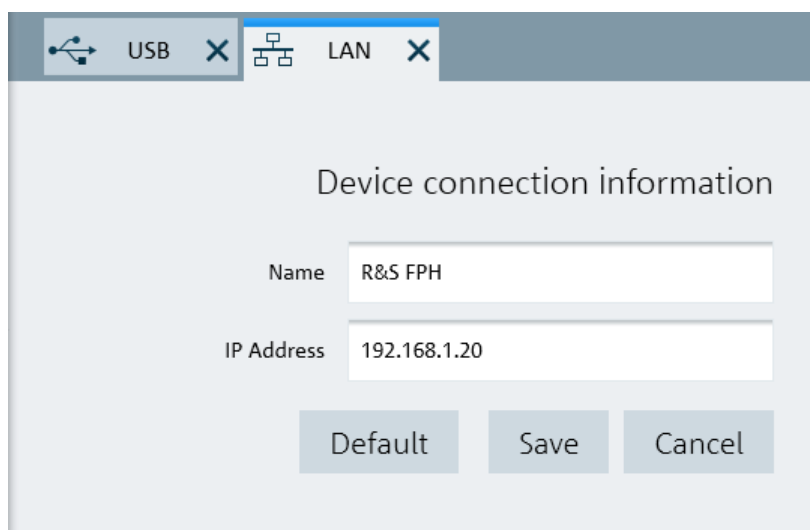 USB LAN
Device connection information
Name R&S FPH
IP Address 192.168.1.20
Default Save Cancel